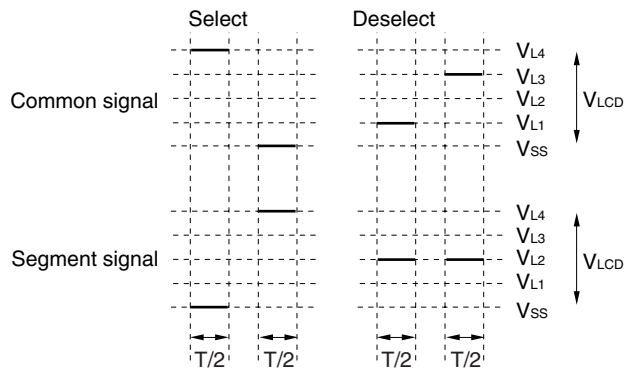 Select Deselect
VL4
VL3
Common signal VL2 VLCD
VL1
VSS
VL4
VL3
Segment signal VL2 VLCD
VL1
VSS
T/2 T/2 T/2 T/2